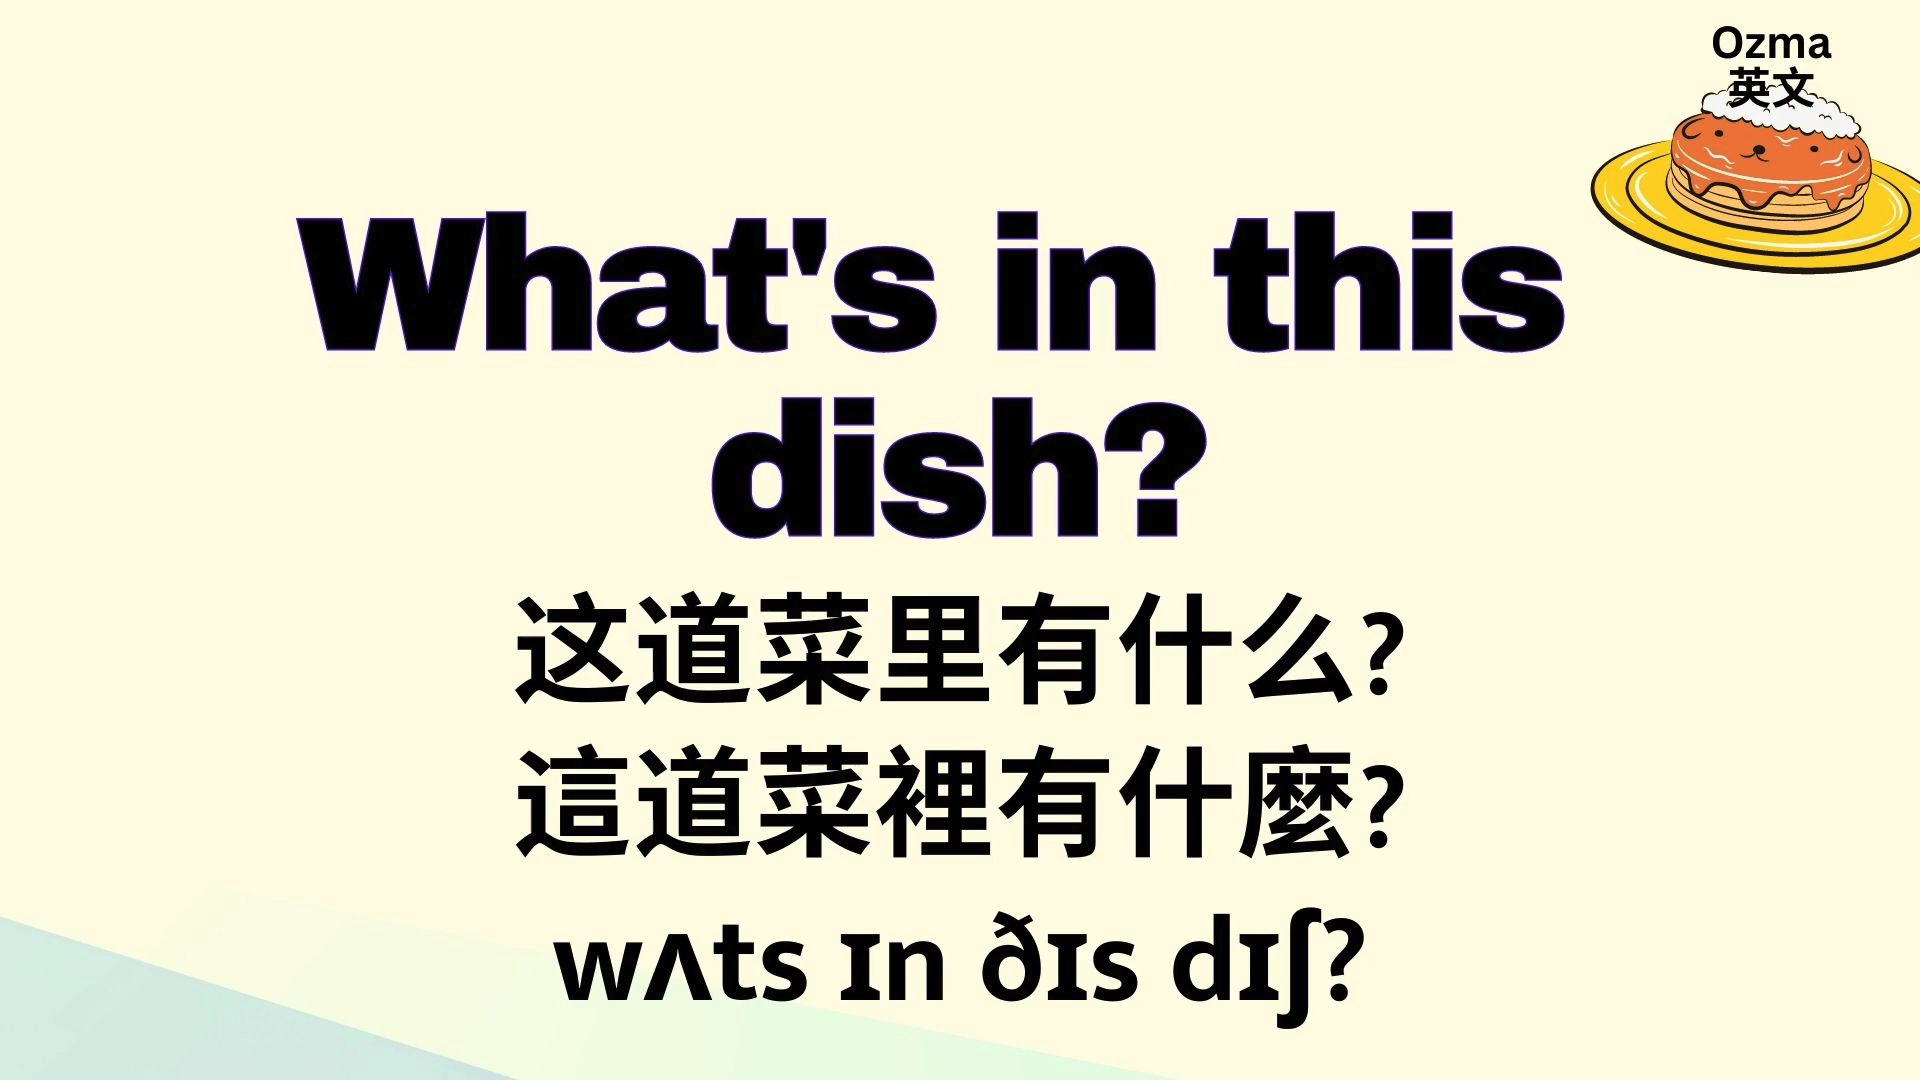 Ozma
英文
What's in this
dish?
这道菜里有什么?
這道菜裡有什麼?
wʌts ɪn ðɪs dɪʃ?